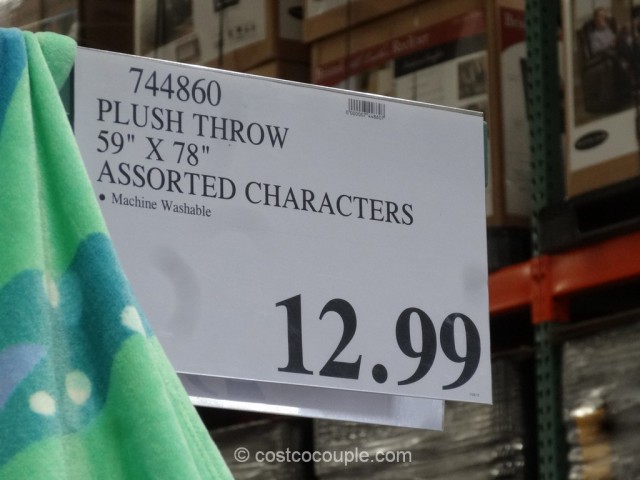 744860
PLUSH THROW
59" X 78"
ASSORTED CHARACTERS
• Machine Washable
12.99
© costcocouple.com